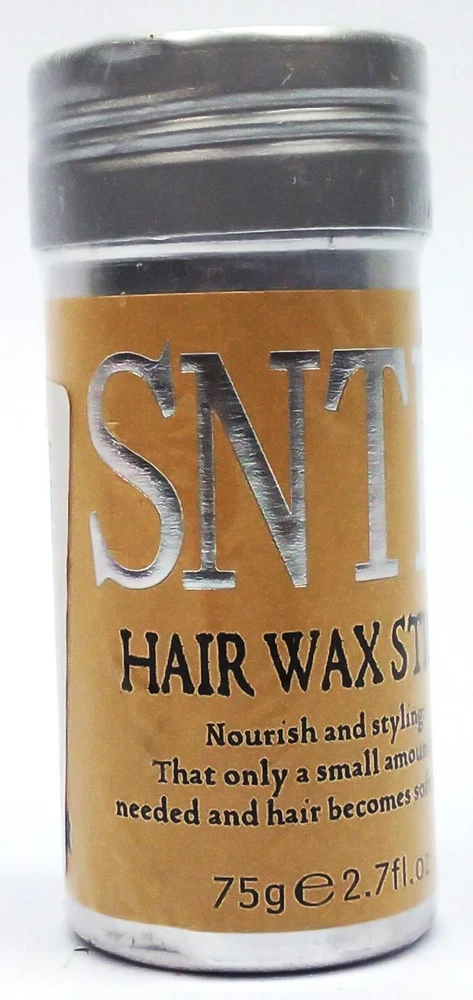 SNT
HAIR WAX ST
Nourish and styling
That only a small amou
needed and hair becomes so
75g e 2.7fl.oz